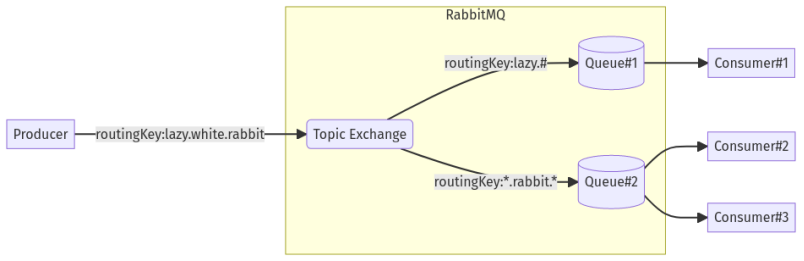 RabbitMQ
routingKey:lazy.#
Queue#1
Consumer#1
Producer
routingKey:lazy.white.rabbit
Topic Exchange
Consumer#2
routingKey:*.rabbit.*
Queue#2
Consumer#3